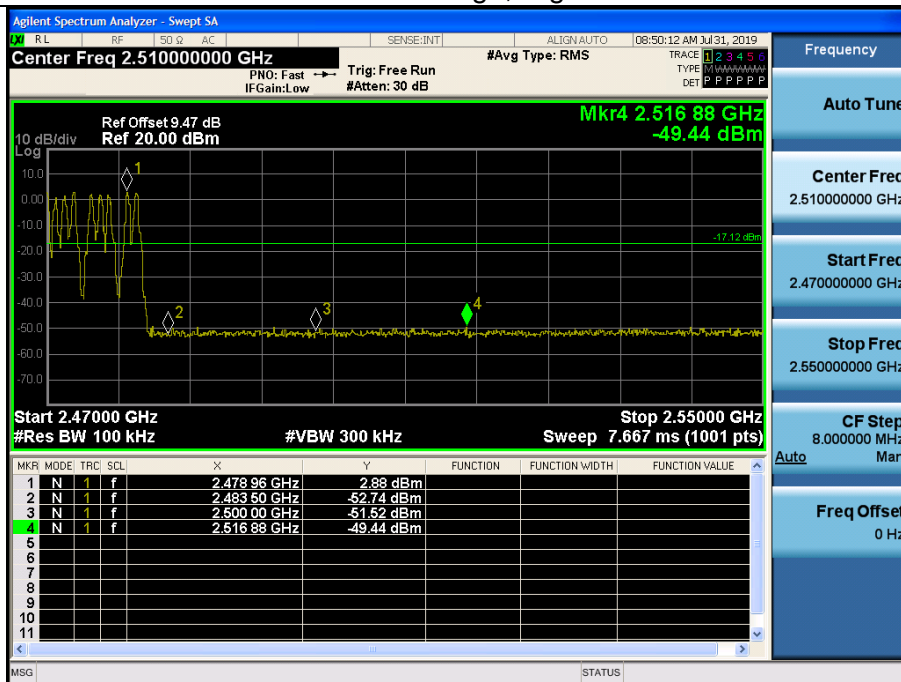 Agilent Spectrum Analyzer - Swept SA
LXI RL RF 50 Ω AC SENSE:INT ALIGN AUTO 08:50:12 AM Jul 31, 2019
Center Freq 2.510000000 GHz
PNO: Fast
IFGain:Low
Trig: Free Run
#Atten: 30 dB
#Avg Type: RMS
TRACE 1 2 3 4 5 6
TYPE M W W W W W
DET P P P P P P
Frequency
Mkr4 2.516 88 GHz
-49.44 dBm
Ref Offset 9.47 dB
10 dB/div Ref 20.00 dBm
Log
10.0
0.00
-10.0
-20.0
-30.0
-40.0
-50.0
-60.0
-70.0
1
2
3
4
-17.12 dBm
Start 2.47000 GHz
Stop 2.55000 GHz
#Res BW 100 kHz
#VBW 300 kHz
Sweep 7.667 ms (1001 pts)
MKR MODE TRC SCL X Y FUNCTION FUNCTION WIDTH FUNCTION VALUE
1 N 1 f 2.478 96 GHz 2.88 dBm
2 N 1 f 2.483 50 GHz -52.74 dBm
3 N 1 f 2.500 00 GHz -51.52 dBm
4 N 1 f 2.516 88 GHz -49.44 dBm
5
6
7
8
9
10
11
Auto Tune
Center Freq
2.510000000 GHz
Start Freq
2.470000000 GHz
Stop Freq
2.550000000 GHz
CF Step
8.000000 MHz
Auto Man
Freq Offset
0 Hz
MSG
STATUS